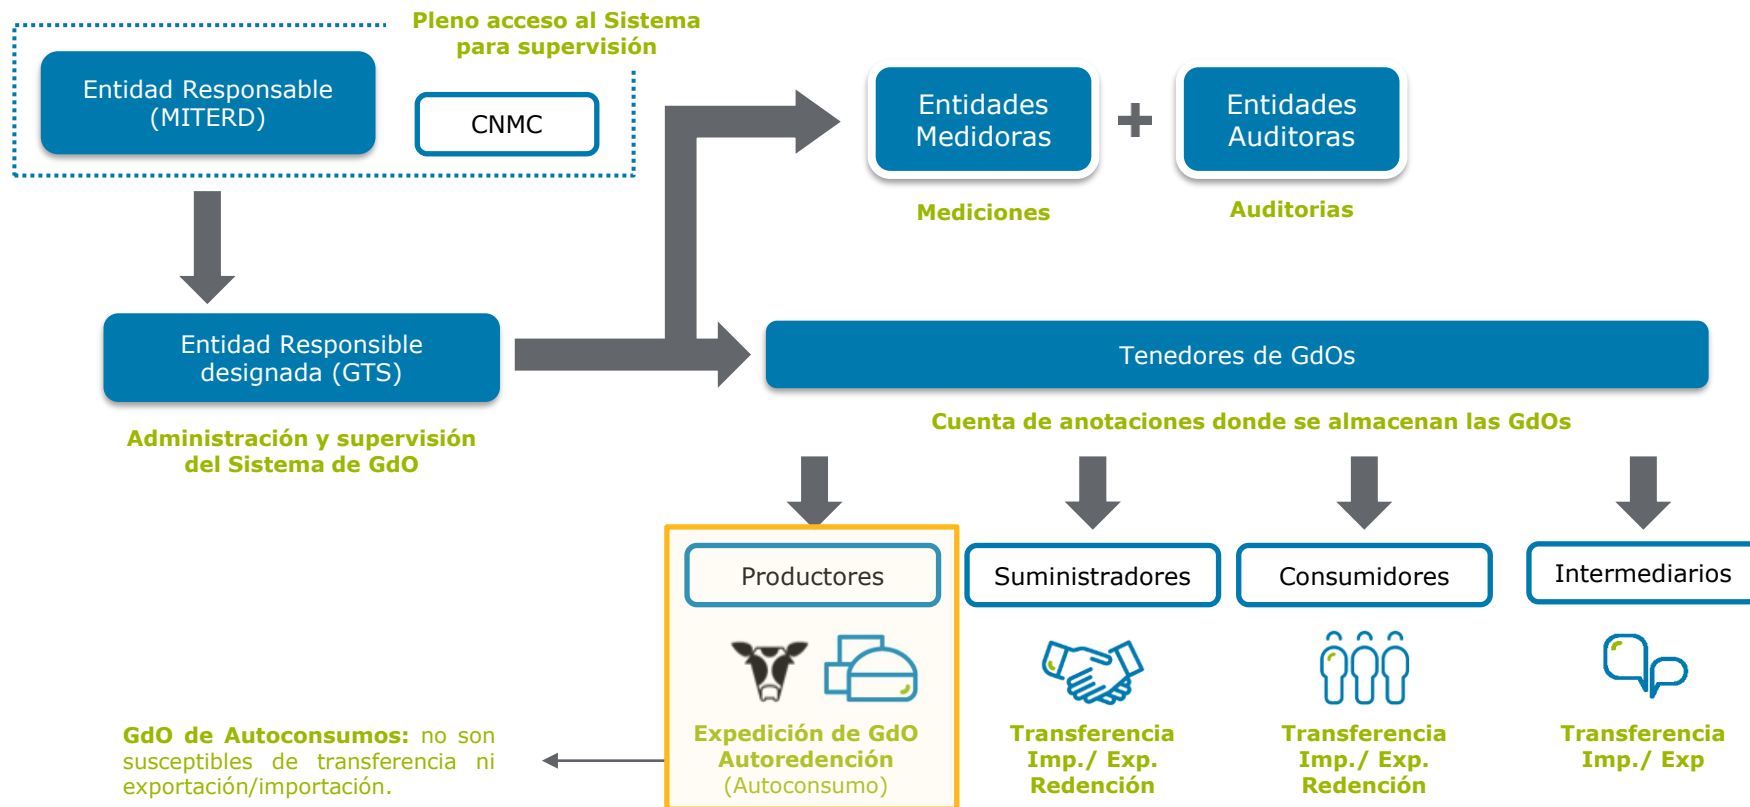 Pleno acceso al Sistema
para supervisión
Entidad Responsable
(MITERD)
CNMC
Entidades
Medidoras
Entidades
Auditoras
Mediciones
Auditorias
Entidad Responsible
designada (GTS)
Tenedores de GdOs
Administración y supervisión
del Sistema de GdO
Cuenta de anotaciones donde se almacenan las GdOs
Productores
Suministradores
Consumidores
Intermediarios
GdO de Autoconsumos: no son
susceptibles de transferencia ni
exportación/importación.
Expedición de GdO
Autoredención
(Autoconsumo)
Transferencia
Imp./ Exp.
Redención
Transferencia
Imp./ Exp.
Redención
Transferencia
Imp./ Exp